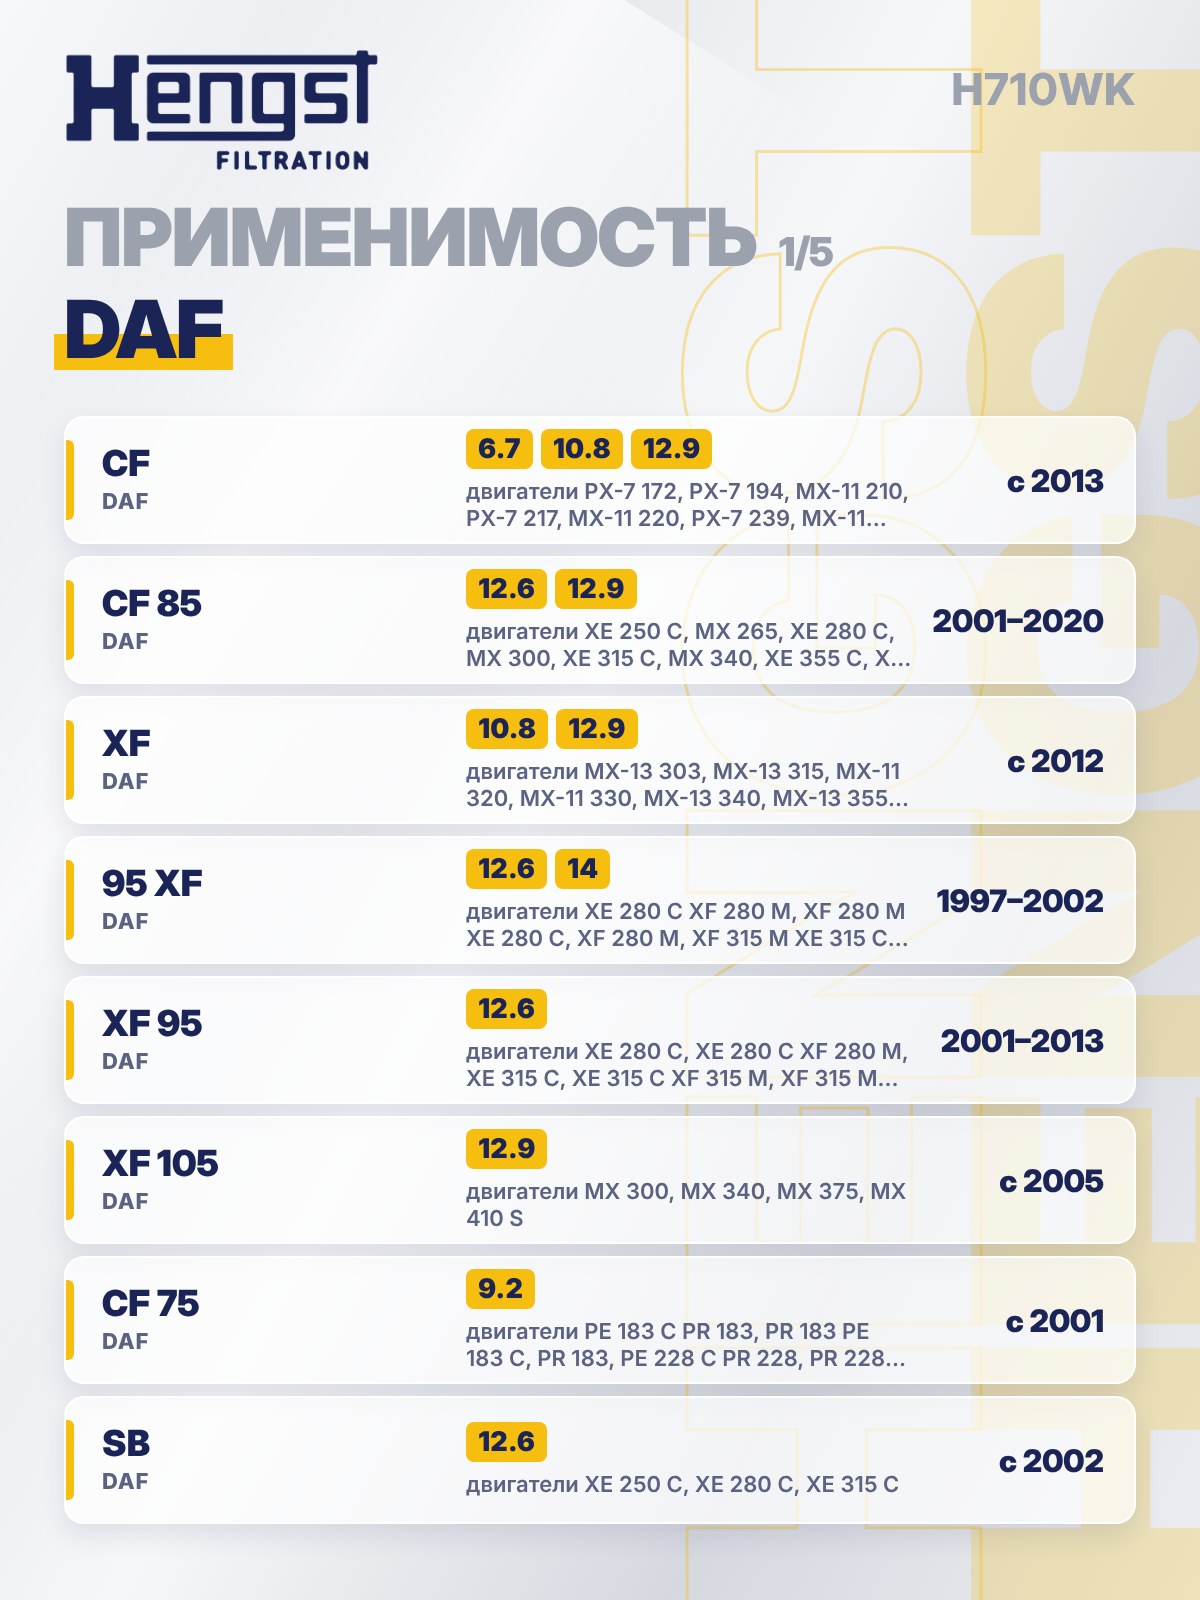 Hengst
FILTRATION
H710WK
ПРИМЕНИМОСТЬ 1/5
DAF
CF
DAF
6.7 10.8 12.9
двигатели PX-7 172, PX-7 194, MX-11 210,
PX-7 217, MX-11 220, PX-7 239, MX-11...
с 2013
CF 85
DAF
12.6 12.9
двигатели XE 250 C, MX 265, XE 280 C,
MX 300, XE 315 C, MX 340, XE 355 C, X...
2001–2020
XF
DAF
10.8 12.9
двигатели MX-13 303, MX-13 315, MX-11
320, MX-11 330, MX-13 340, MX-13 355...
с 2012
95 XF
DAF
12.6 14
двигатели XE 280 C XF 280 M, XF 280 M
XE 280 C, XF 280 M, XF 315 M XE 315 C...
1997–2002
XF 95
DAF
12.6
двигатели XE 280 C, XE 280 C XF 280 M,
XE 315 C, XE 315 C XF 315 M, XF 315 M...
2001–2013
XF 105
DAF
12.9
двигатели MX 300, MX 340, MX 375, MX
410 S
с 2005
CF 75
DAF
9.2
двигатели PE 183 C PR 183, PR 183 PE
183 C, PR 183, PE 228 C PR 228, PR 228...
с 2001
SB
DAF
12.6
двигатели XE 250 C, XE 280 C, XE 315 C
с 2002
HENGST
HENGST